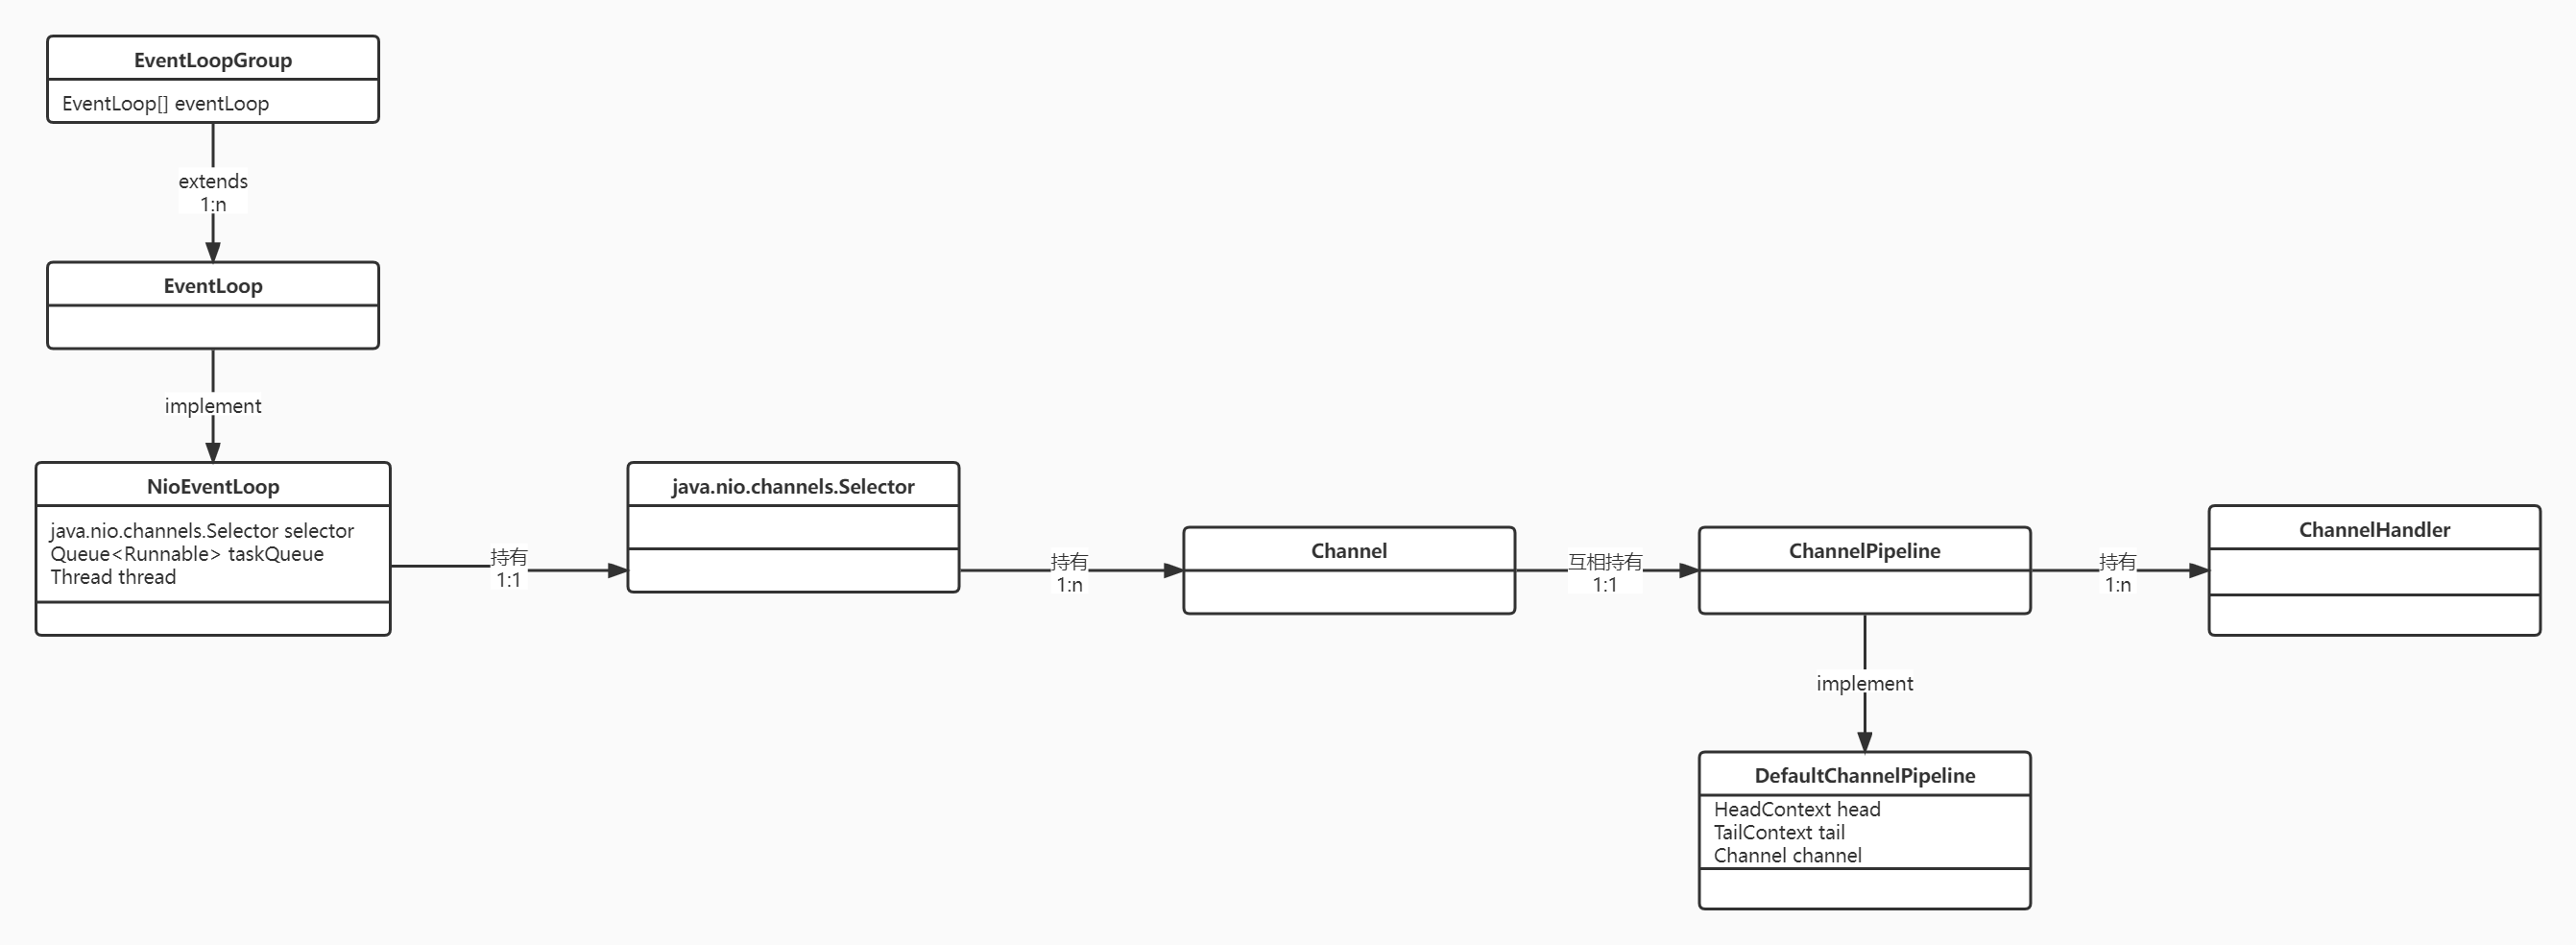 EventLoopGroup
EventLoop[] eventLoop
extends
1:n
EventLoop
implement
NioEventLoop
java.nio.channels.Selector selector
Queue<Runnable> taskQueue
Thread thread
持有
1:1
java.nio.channels.Selector
持有
1:n
Channel
互相持有
1:1
ChannelPipeline
持有
1:n
ChannelHandler
implement
DefaultChannelPipeline
HeadContext head
TailContext tail
Channel channel